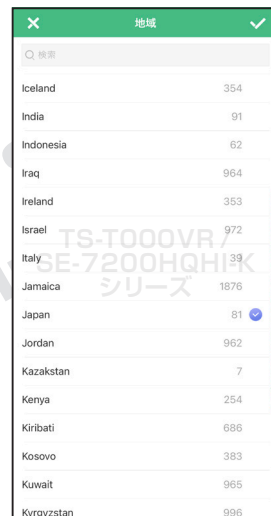 地域
検索
Iceland 354
India 91
Indonesia 62
Iraq 964
Ireland 353
Israel 972
Italy 39
Jamaica 1876
Japan 81
Jordan 962
Kazakstan 7
Kenya 254
Kiribati 686
Kosovo 383
Kuwait 965
Kyrgyzstan 996
TS-TO00VR /
SE-7200HQHI-K
シリーズ